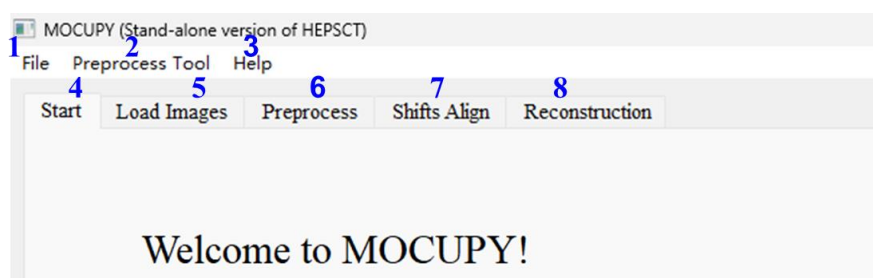 MOCUPY (Stand-alone version of HEPSCT)
1 2 3
File Preprocess Tool Help
4 5 6 7 8
Start Load Images Preprocess Shifts Align Reconstruction
Welcome to MOCUPY!